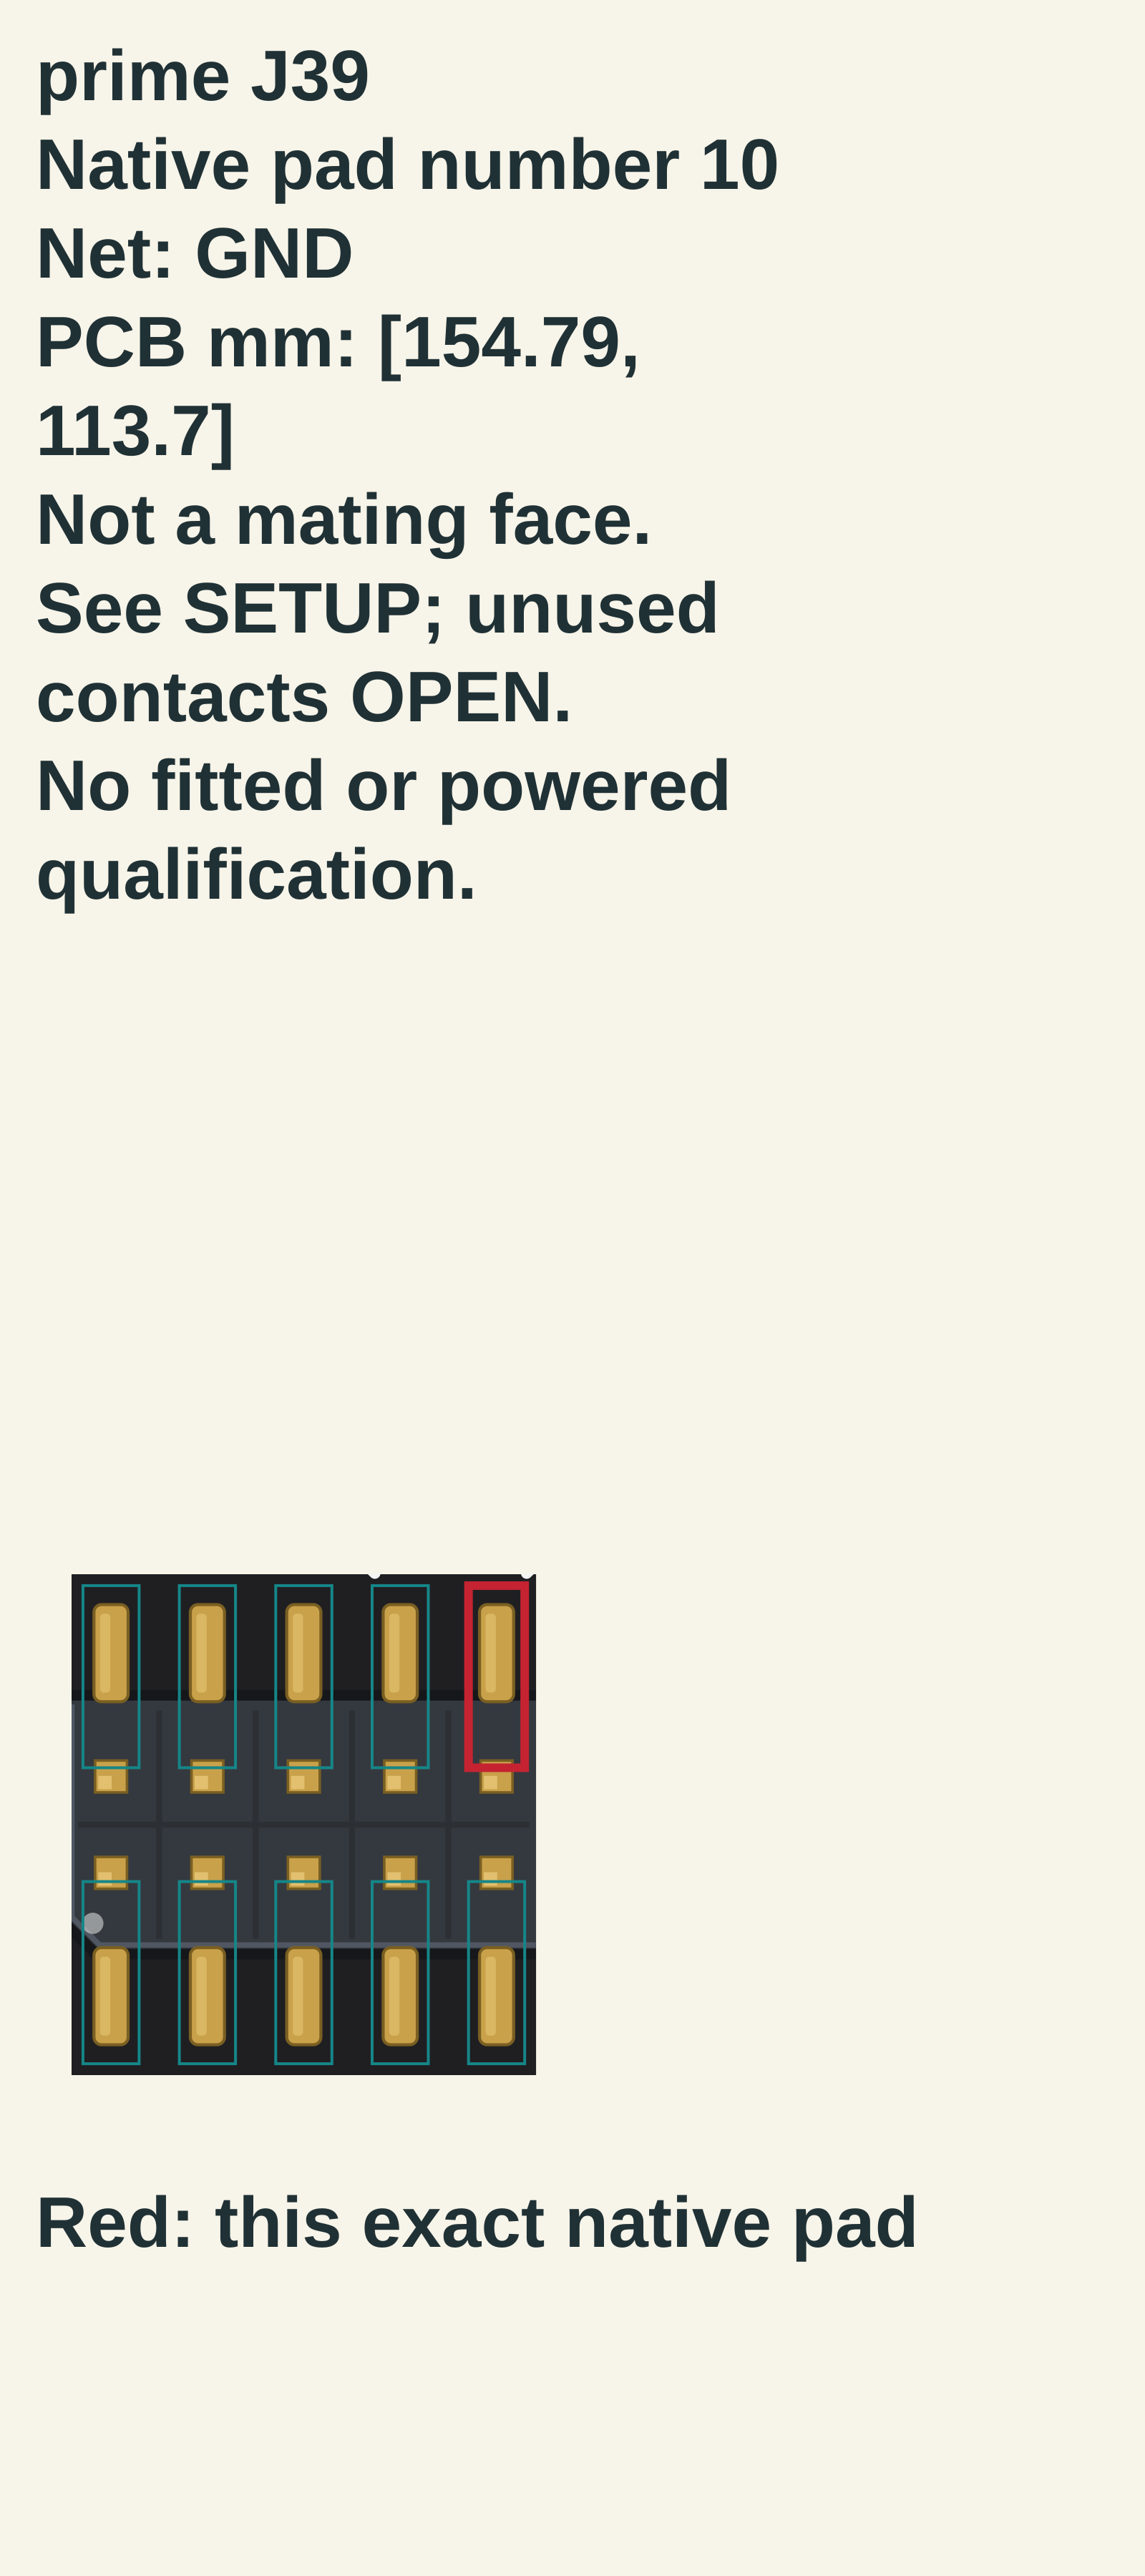 prime J39
Native pad number 10
Net: GND
PCB mm: [154.79,
113.7]
Not a mating face.
See SETUP; unused
contacts OPEN.
No fitted or powered
qualification.
Red: this exact native pad